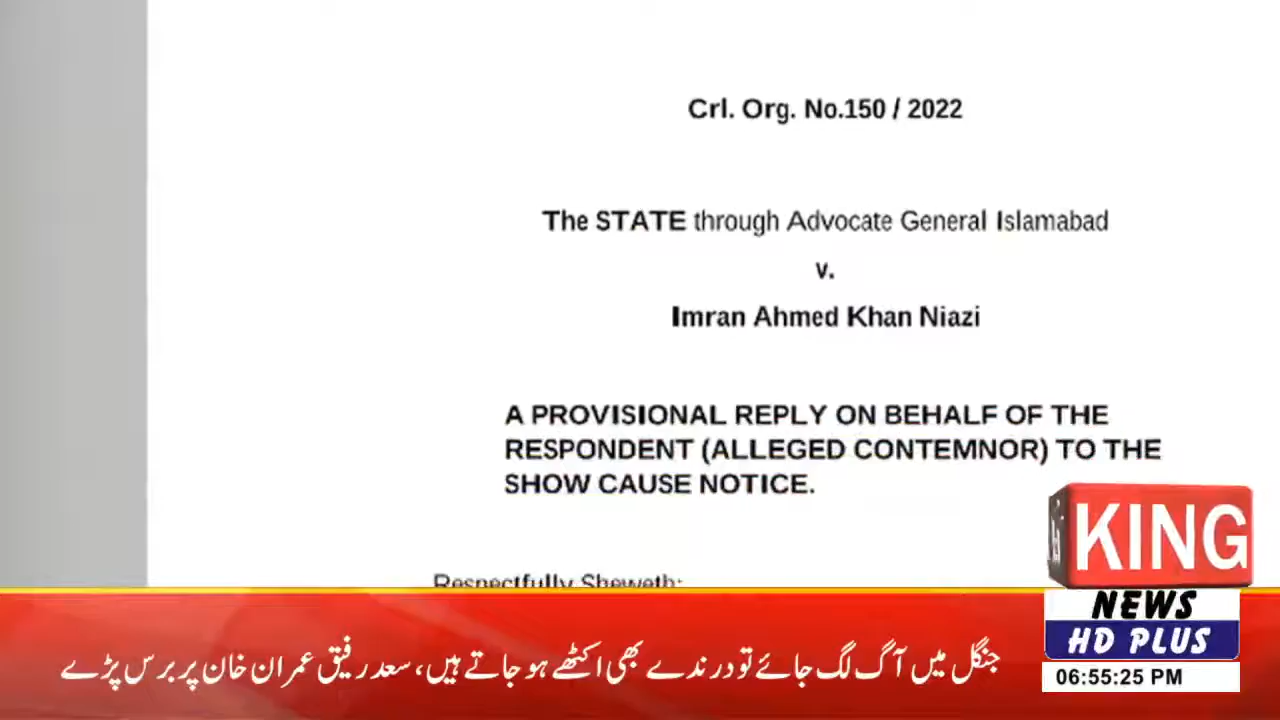 Crl. Org. No.150 / 2022
The STATE through Advocate General Islamabad
v.
Imran Ahmed Khan Niazi
A PROVISIONAL REPLY ON BEHALF OF THE
RESPONDENT (ALLEGED CONTEMNOR) TO THE
SHOW CAUSE NOTICE.
Respectfully Sheweth:
KING
NEWS
HD PLUS
06:55:25 PM
جنگل میں آگ لگ جائے تو درندے بھی اکٹھے ہو جاتے ہیں، سعد رفیق عمران خان پر برس پڑے